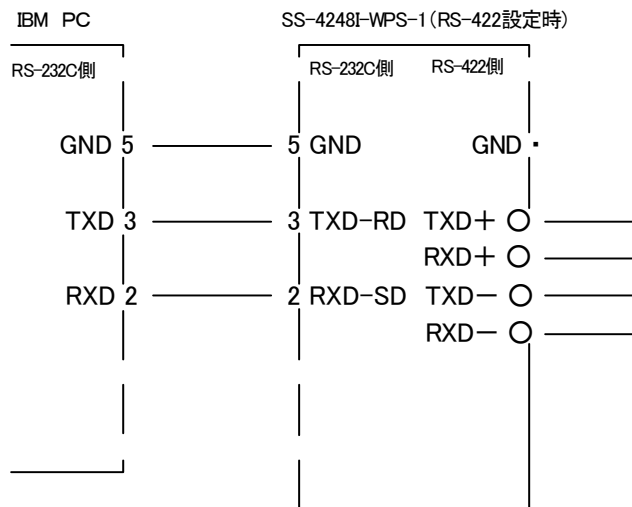 IBM PC SS-4248I-WPS-1(RS-422設定時)
RS-232C側 RS-232C側 RS-422側
GND 5 5 GND GND
TXD 3 3 TXD-RD TXD+
RXD+
RXD 2 2 RXD-SD TXD-
RXD-